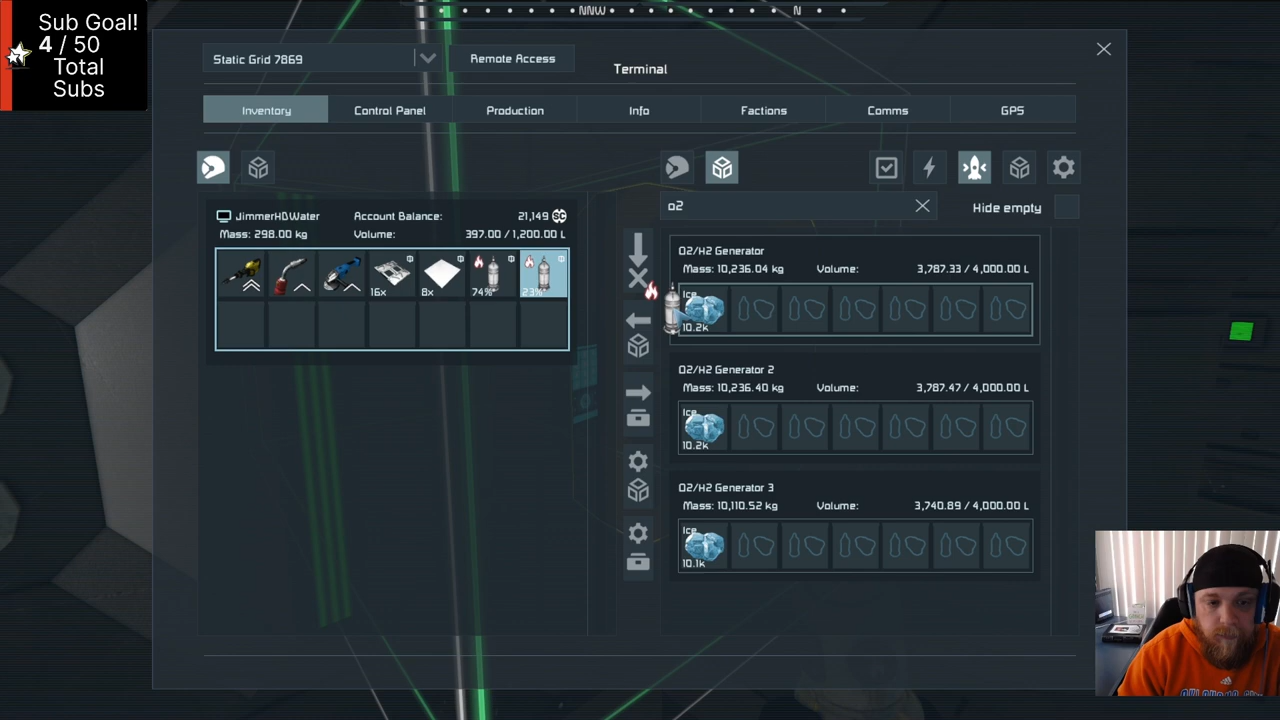 Sub Goal!
4 / 50
Total
Subs
NNW
N
Static Grid 7869
Remote Access
Terminal
Inventory
Control Panel
Production
Info
Factions
Comms
GPS
o2
Hide empty
JimmerHDWater
Account Balance:
21,149 SC
Mass: 298.00 kg
Volume:
397.00 / 1,200.00 L
16x
8x
74%
23%
O2/H2 Generator
Mass: 10,236.04 kg
Volume:
3,787.33 / 4,000.00 L
Ice
10.2k
O2/H2 Generator 2
Mass: 10,236.40 kg
Volume:
3,787.47 / 4,000.00 L
Ice
10.2k
O2/H2 Generator 3
Mass: 10,110.52 kg
Volume:
3,740.89 / 4,000.00 L
Ice
10.1k